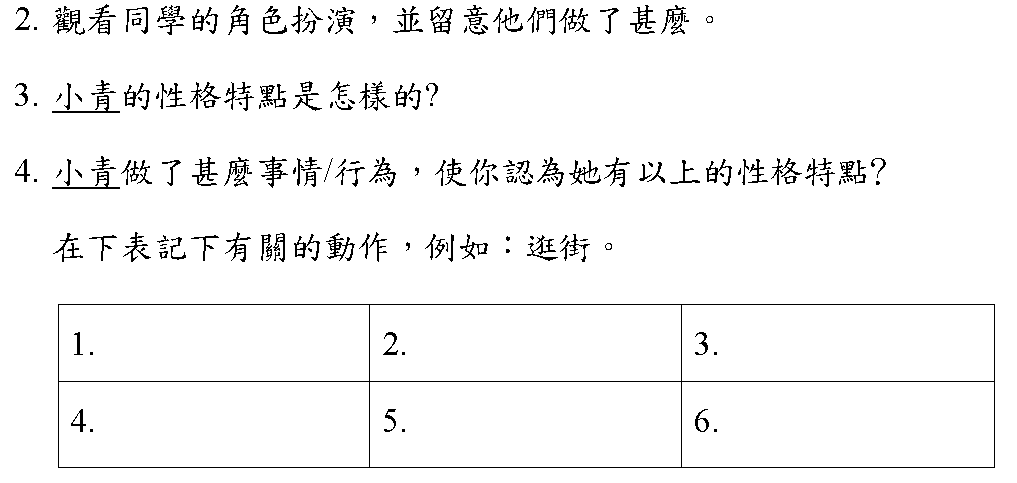 2. 觀看同學的角色扮演，並留意他們做了甚麼。
3. 小青的性格特點是怎樣的?
4. 小青做了甚麼事情/行為，使你認為她有以上的性格特點?
在下表記下有關的動作，例如：逛街。
1. 2. 3.
4. 5. 6.